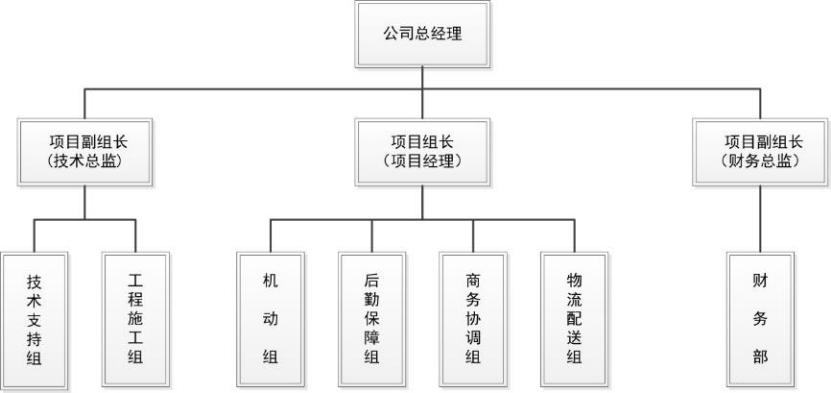 公司总经理
项目副组长
(技术总监)
项目组长
（项目经理）
项目副组长
（财务总监）
技术支持组
工程施工组
机动组
后勤保障组
商务协调组
物流配送组
财务部